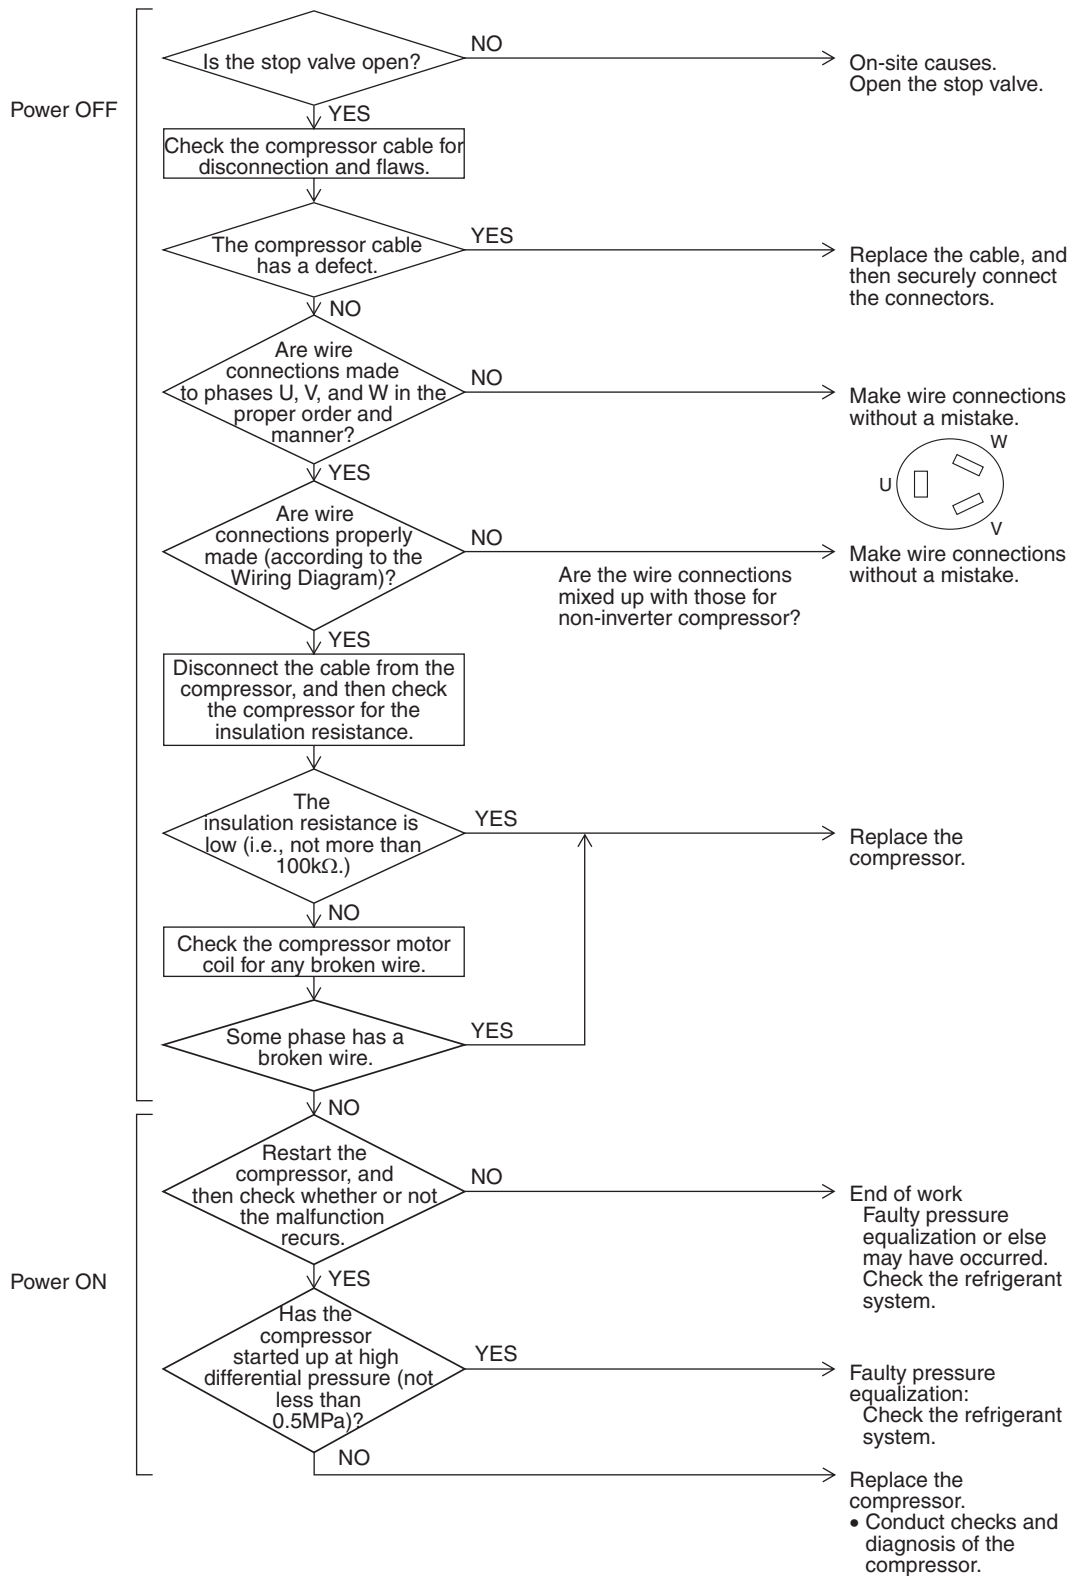 Power OFF
Is the stop valve open?
NO
On-site causes.
Open the stop valve.
YES
Check the compressor cable for
disconnection and flaws.
The compressor cable
has a defect.
YES
Replace the cable, and
then securely connect
the connectors.
NO
Are wire
connections made
to phases U, V, and W in the
proper order and
manner?
NO
Make wire connections
without a mistake.
W
U
V
YES
Are wire
connections properly
made (according to the
Wiring Diagram)?
NO
Are the wire connections
mixed up with those for
non-inverter compressor?
Make wire connections
without a mistake.
YES
Disconnect the cable from the
compressor, and then check
the compressor for the
insulation resistance.
The
insulation resistance is
low (i.e., not more than
100kΩ.)
YES
Replace the
compressor.
NO
Check the compressor motor
coil for any broken wire.
Some phase has a
broken wire.
YES
NO
Power ON
Restart the
compressor, and
then check whether or not
the malfunction
recurs.
NO
End of work
Faulty pressure
equalization or else
may have occurred.
Check the refrigerant
system.
YES
Has the
compressor
started up at high
differential pressure (not
less than
0.5MPa)?
YES
Faulty pressure
equalization:
Check the refrigerant
system.
NO
Replace the
compressor.
• Conduct checks and
diagnosis of the
compressor.